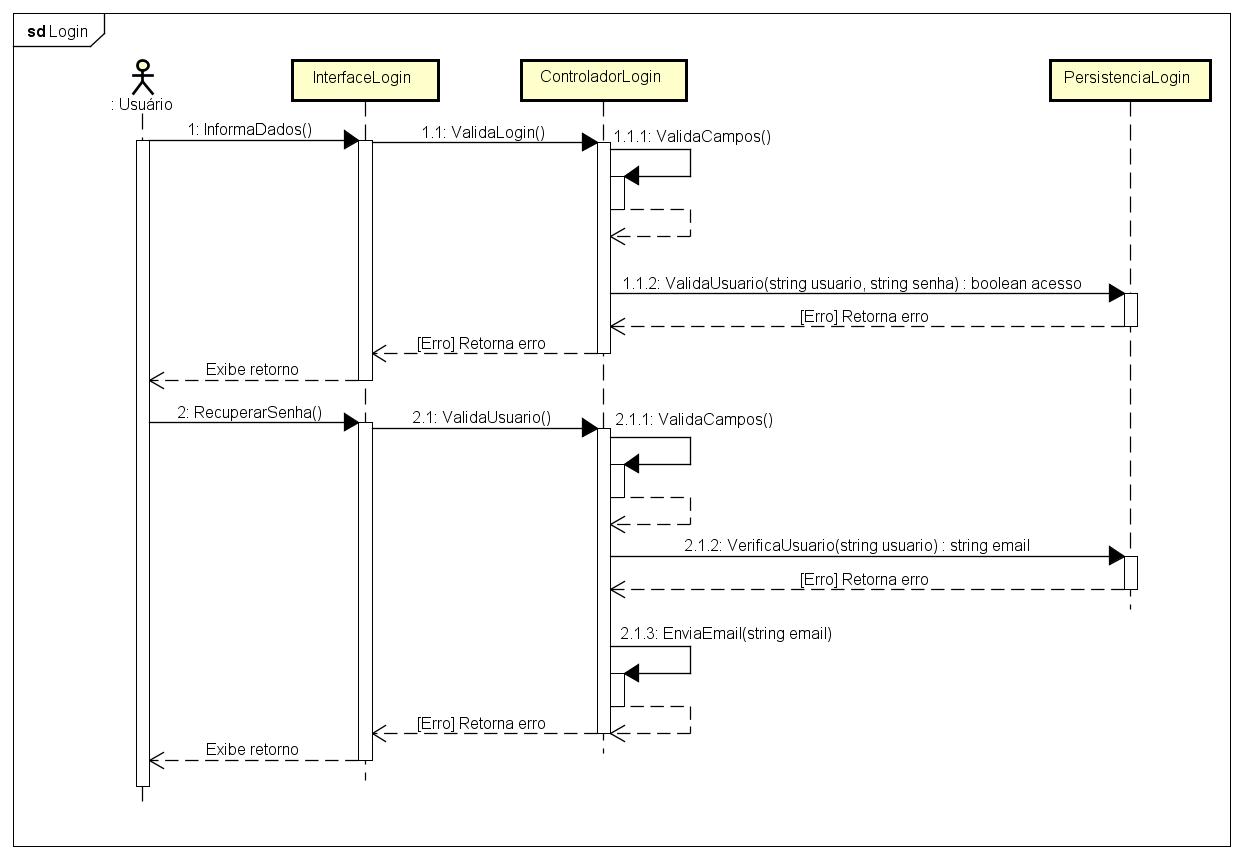 sd Login
: Usuário
InterfaceLogin
ControladorLogin
PersistenciaLogin
1: InformaDados()
1.1: ValidaLogin()
1.1.1: ValidaCampos()
1.1.2: ValidaUsuario(string usuario, string senha) : boolean acesso
[Erro] Retorna erro
[Erro] Retorna erro
Exibe retorno
2: RecuperarSenha()
2.1: ValidaUsuario()
2.1.1: ValidaCampos()
2.1.2: VerificaUsuario(string usuario) : string email
[Erro] Retorna erro
2.1.3: EnviaEmail(string email)
[Erro] Retorna erro
Exibe retorno